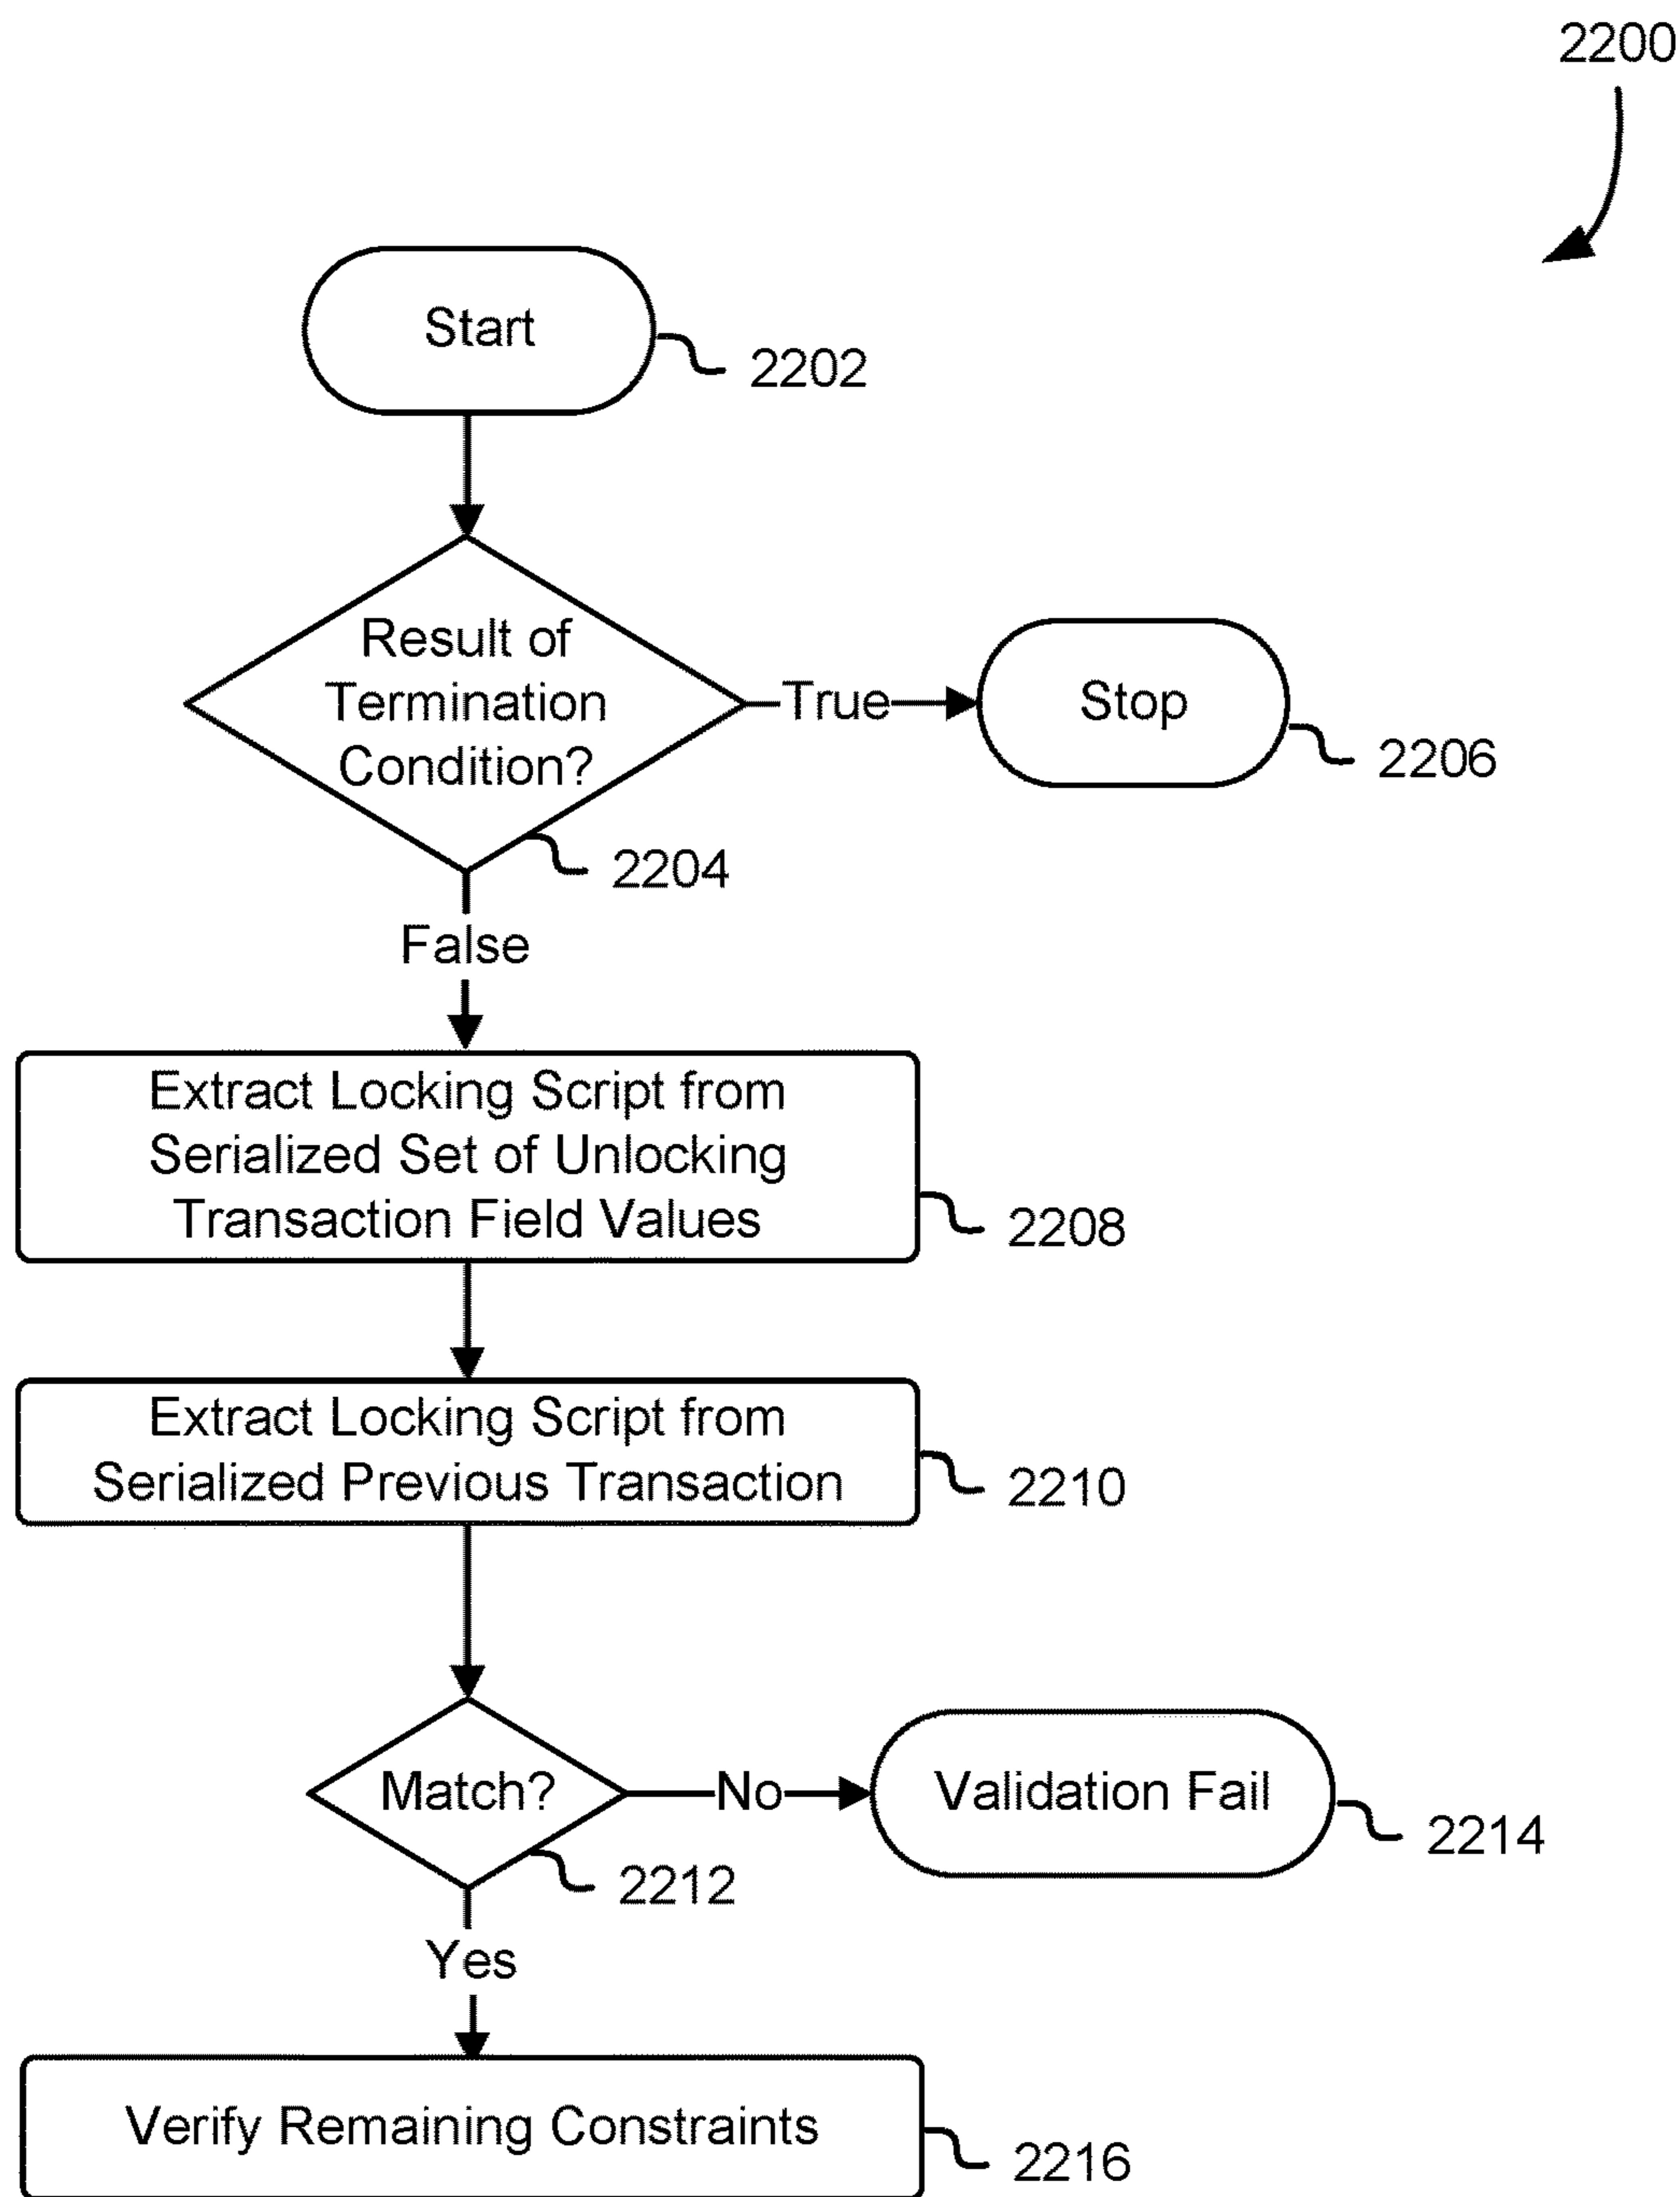 2200
Start
2202
Result of
Termination
Condition?
True
Stop
2206
2204
False
Extract Locking Script from
Serialized Set of Unlocking
Transaction Field Values
2208
Extract Locking Script from
Serialized Previous Transaction
2210
Match?
No
Validation Fail
2214
2212
Yes
Verify Remaining Constraints
2216